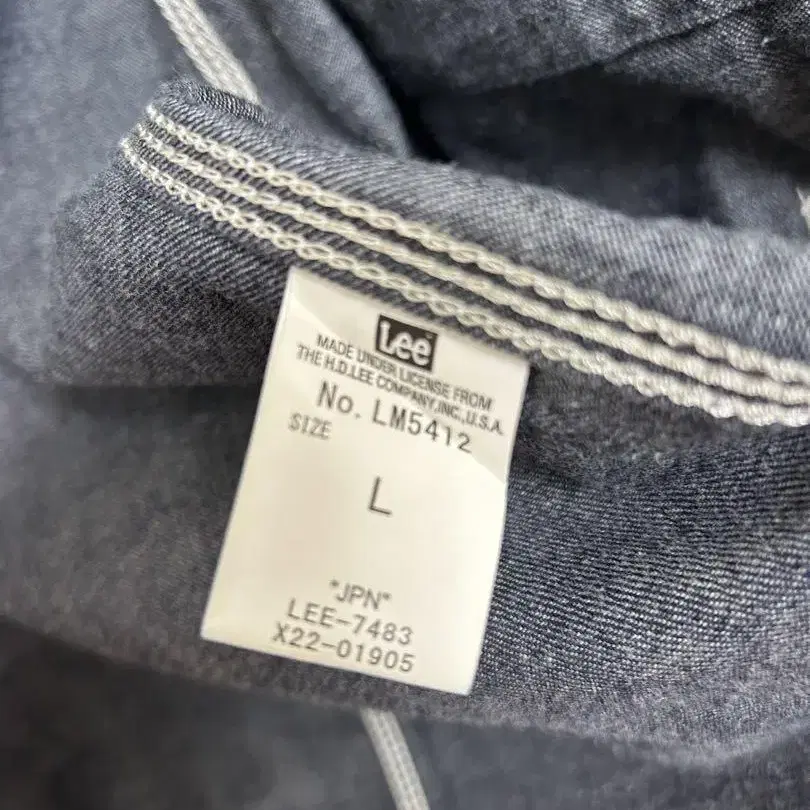 Lee
MADE UNDER LICENSE FROM
THE H.D.LEE COMPANY,INC.,U.S.A.
No. LM5412
SIZE
L
"JPN"
LEE-7483
X22-01905